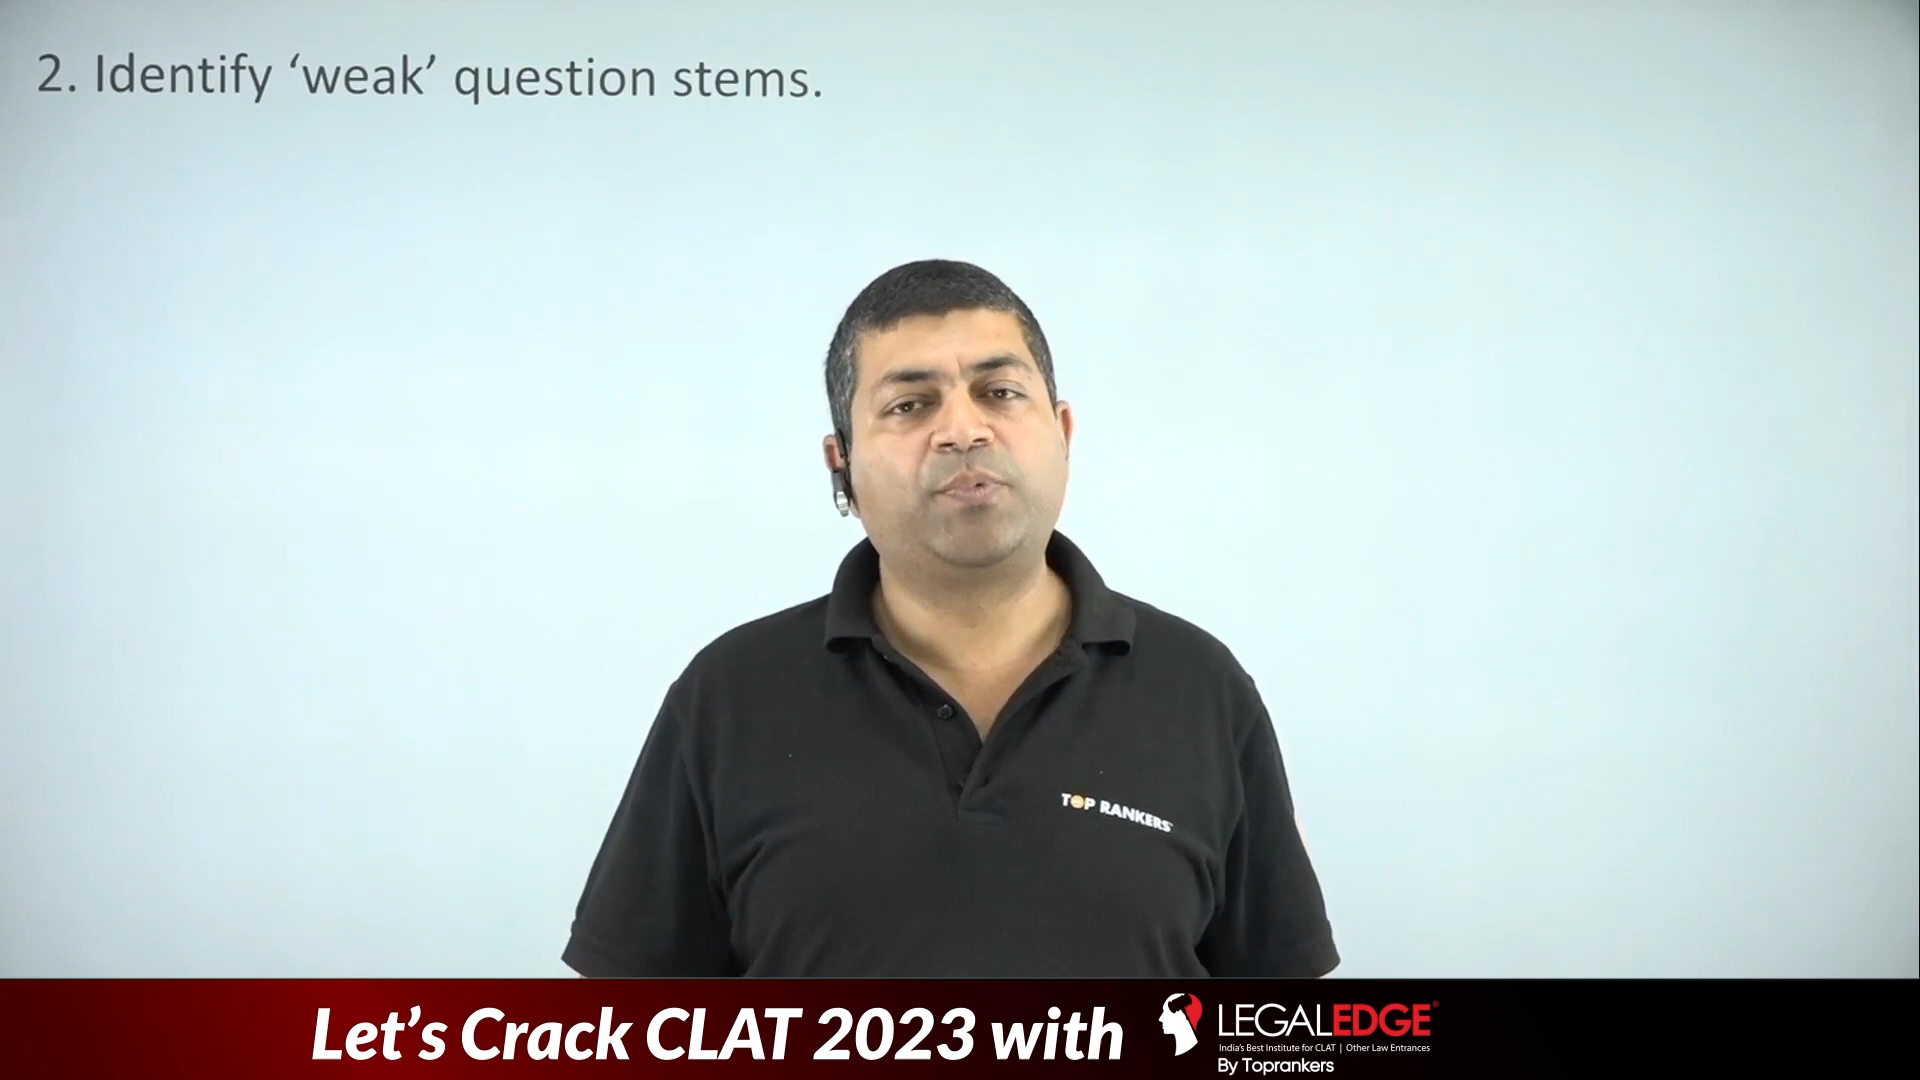 2. Identify ‘weak’ question stems.
TOP RANKERS
Let’s Crack CLAT 2023 with
LEGALEDGE®
India's Best Institute for CLAT | Other Law Entrances
By Toprankers